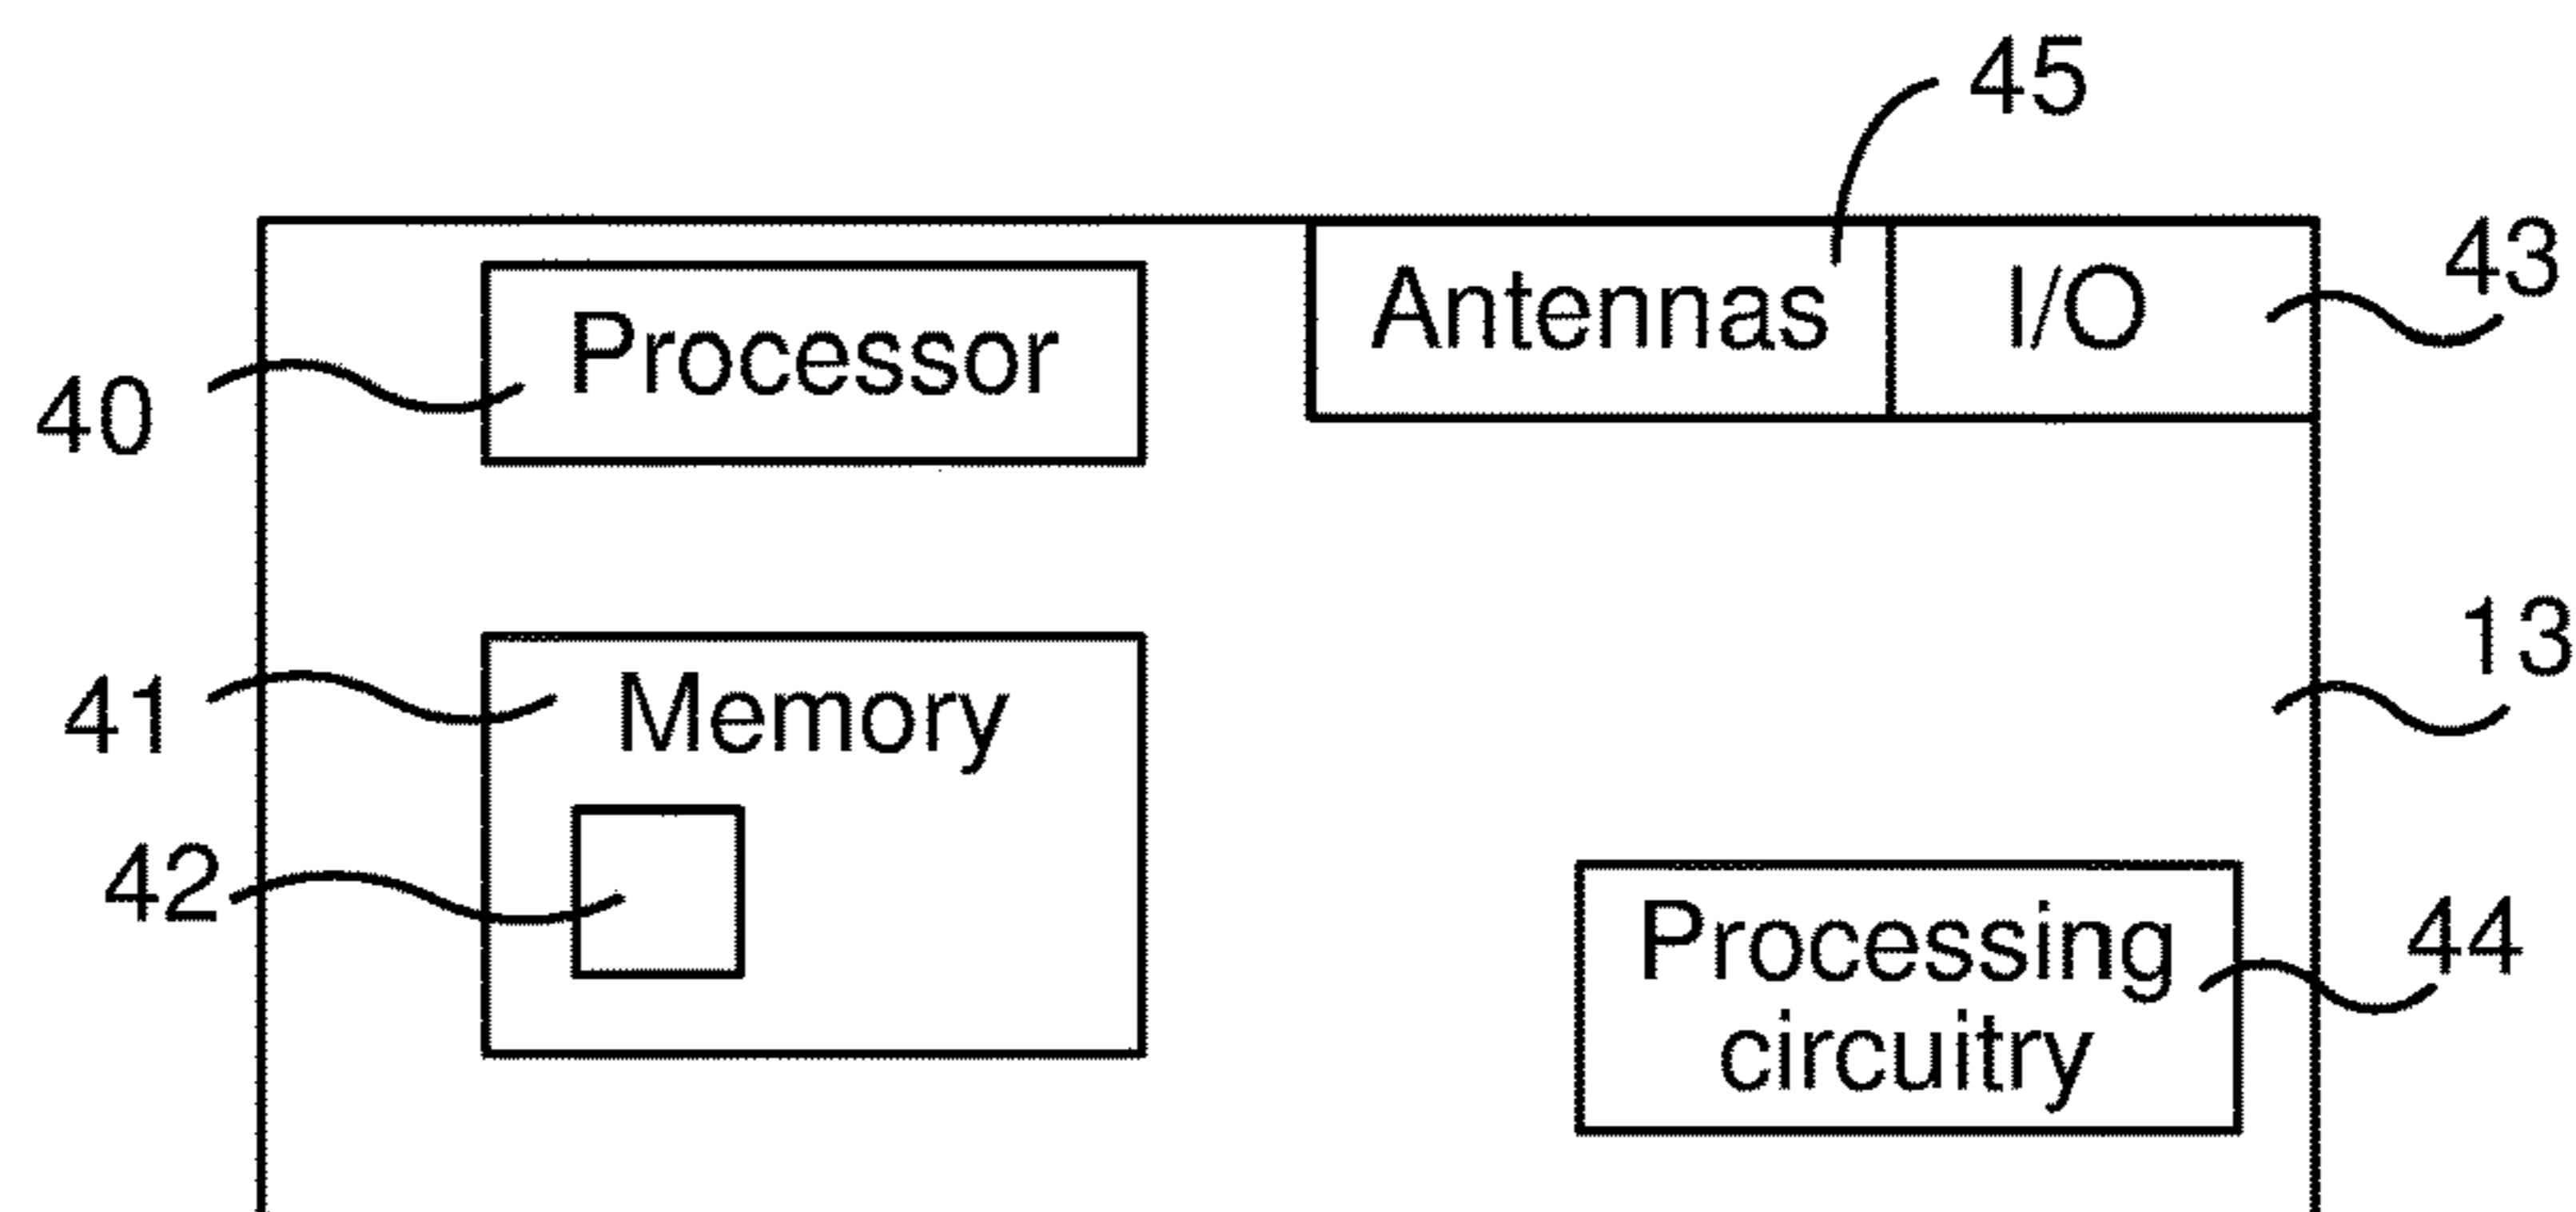 45
Antennas
I/O
43
Processor
40
13
41
Memory
42
44
Processing
circuitry